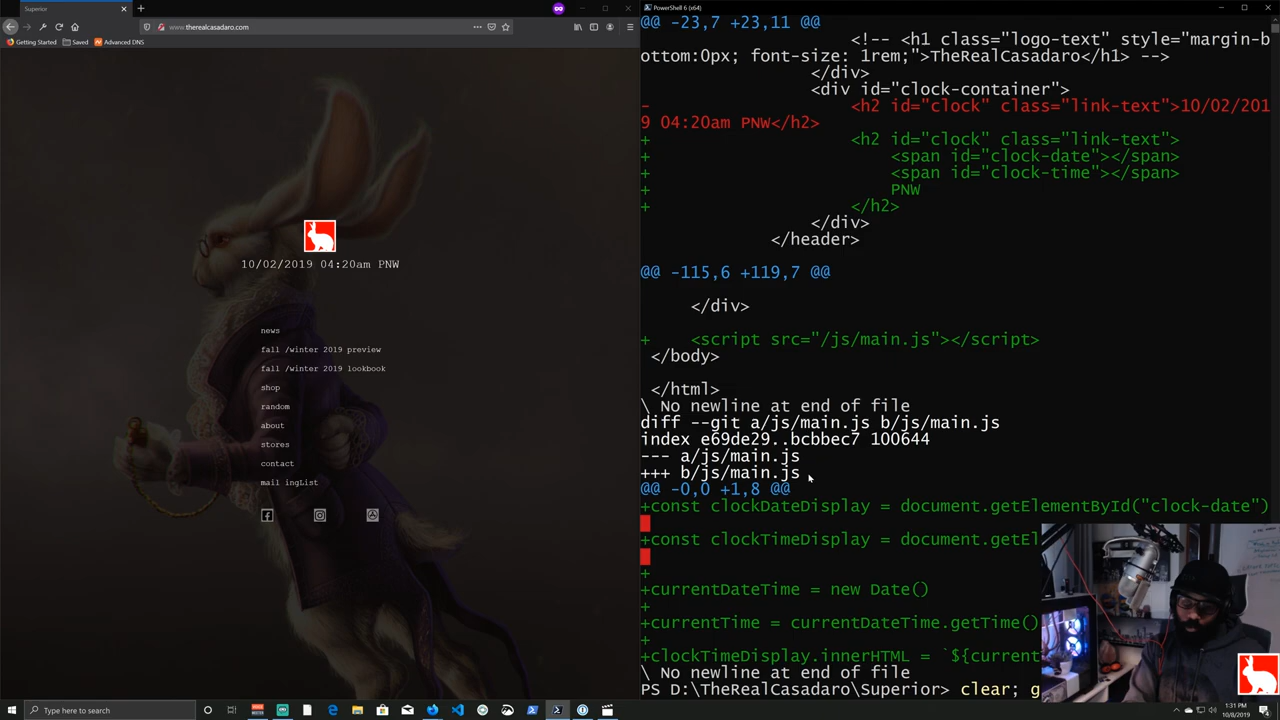 Superior
www.therealcasadaro.com
Getting Started
Saved
Advanced DNS
10/02/2019 04:20am PNW
news
fall /winter 2019 preview
fall /winter 2019 lookbook
shop
random
about
stores
contact
mail ingList
PowerShell 6 (x64)
@@ -23,7 +23,11 @@
<!-- <h1 class="logo-text" style="margin-b
ottom:0px; font-size: 1rem;">TheRealCasadaro</h1> -->
</div>
<div id="clock-container">
- <h2 id="clock" class="link-text">10/02/201
9 04:20am PNW</h2>
+ <h2 id="clock" class="link-text">
+ <span id="clock-date"></span>
+ <span id="clock-time"></span>
+ PNW
+ </h2>
</div>
</header>
@@ -115,6 +119,7 @@
</div>
+ <script src="/js/main.js"></script>
</body>
</html>
\ No newline at end of file
diff --git a/js/main.js b/js/main.js
index e69de29..bcbbec7 100644
--- a/js/main.js
+++ b/js/main.js
@@ -0,0 +1,8 @@
+const clockDateDisplay = document.getElementById("clock-date")
+const clockTimeDisplay = document.getEl
+
+currentDateTime = new Date()
+
+currentTime = currentDateTime.getTime()
+
+clockTimeDisplay.innerHTML = `${current
\ No newline at end of file
PS D:\TheRealCasadaro\Superior> clear; g
Type here to search
1:31 PM
10/8/2019